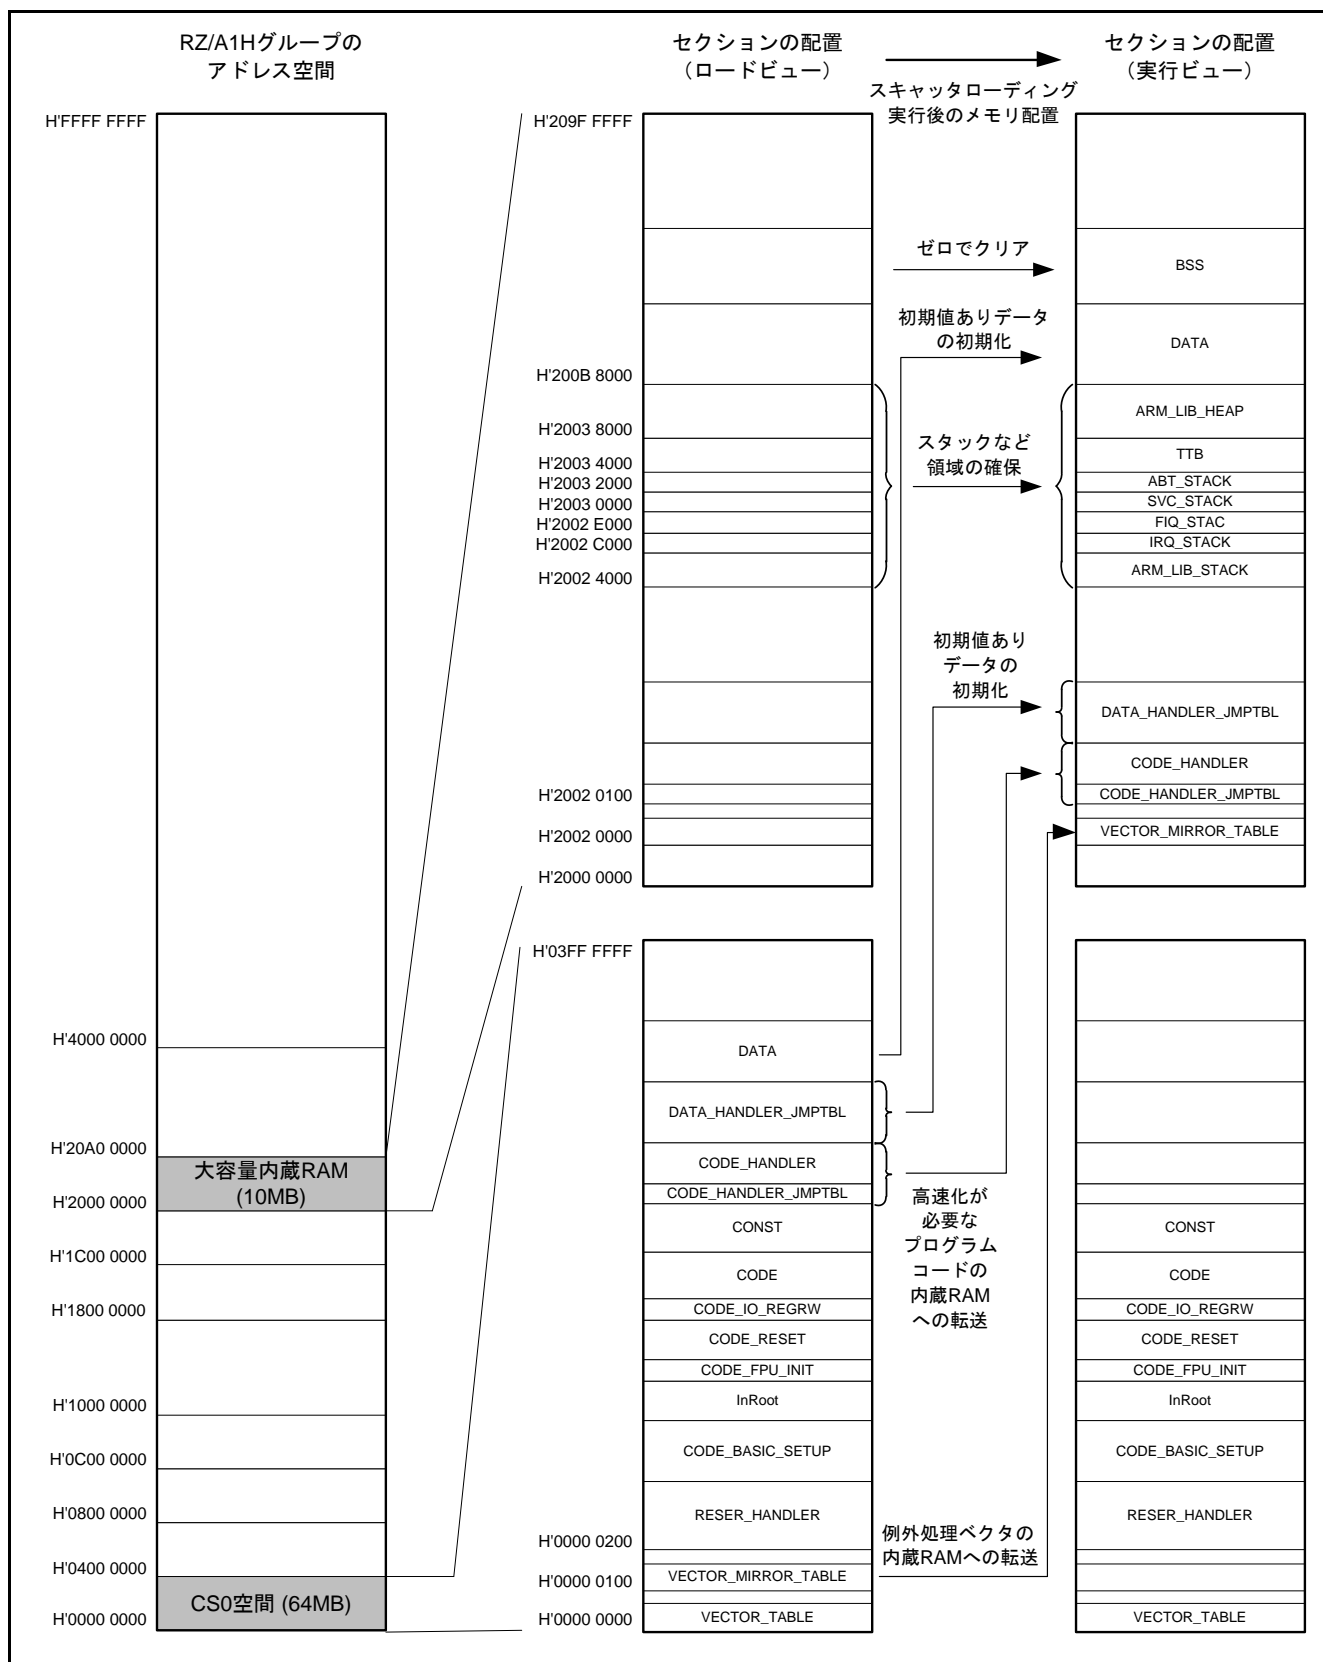 RZ/A1Hグループの
アドレス空間
H'FFFF FFFF
H'4000 0000
H'20A0 0000
大容量内蔵RAM
(10MB)
H'2000 0000
H'1C00 0000
H'1800 0000
H'1000 0000
H'0C00 0000
H'0800 0000
H'0400 0000
CS0空間 (64MB)
H'0000 0000
セクションの配置
（ロードビュー）
H'209F FFFF
H'200B 8000
H'2003 8000
H'2003 4000
H'2003 2000
H'2003 0000
H'2002 E000
H'2002 C000
H'2002 4000
H'2002 0100
H'2002 0000
H'2000 0000
H'03FF FFFF
DATA
DATA_HANDLER_JMPTBL
CODE_HANDLER
CODE_HANDLER_JMPTBL
CONST
CODE
CODE_IO_REGRW
CODE_RESET
CODE_FPU_INIT
InRoot
CODE_BASIC_SETUP
RESER_HANDLER
H'0000 0200
VECTOR_MIRROR_TABLE
H'0000 0100
VECTOR_TABLE
H'0000 0000
スキャッタローディング
実行後のメモリ配置
ゼロでクリア
初期値ありデータ
の初期化
スタックなど
領域の確保
初期値あり
データの
初期化
高速化が
必要な
プログラム
コードの
内蔵RAM
への転送
例外処理ベクタの
内蔵RAMへの転送
セクションの配置
（実行ビュー）
BSS
DATA
ARM_LIB_HEAP
TTB
ABT_STACK
SVC_STACK
FIQ_STAC
IRQ_STACK
ARM_LIB_STACK
DATA_HANDLER_JMPTBL
CODE_HANDLER
CODE_HANDLER_JMPTBL
VECTOR_MIRROR_TABLE
CONST
CODE
CODE_IO_REGRW
CODE_RESET
CODE_FPU_INIT
InRoot
CODE_BASIC_SETUP
RESER_HANDLER
VECTOR_TABLE